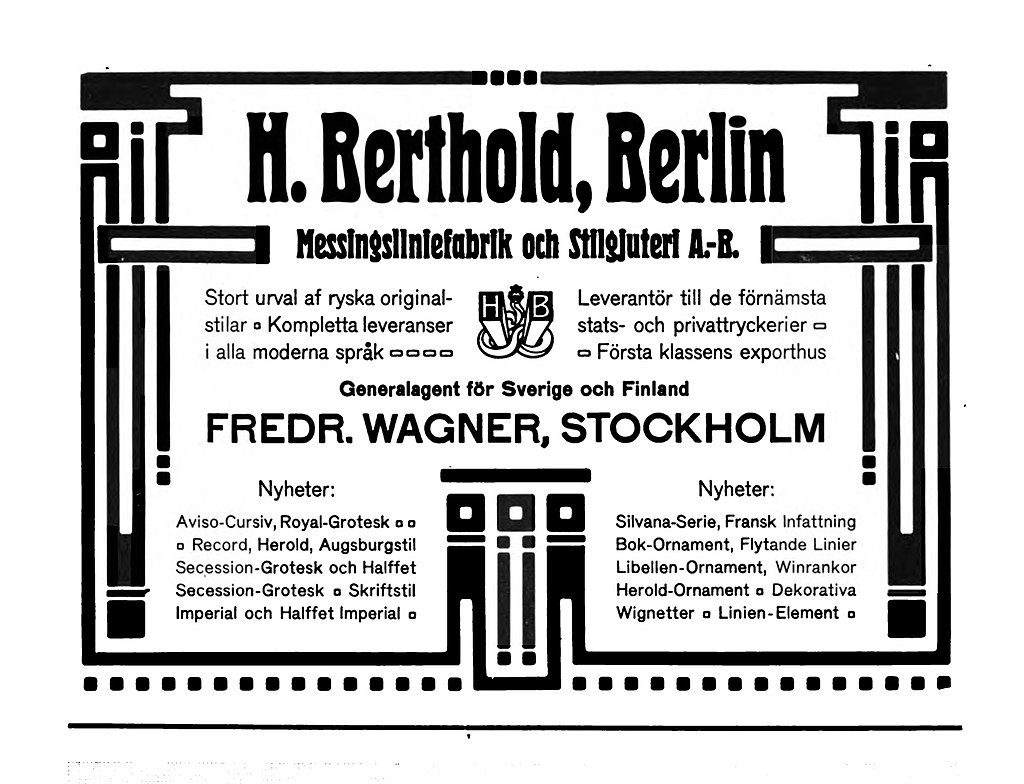 H. Berthold, Berlin
Messingsliniefabrik och Stilgjuteri A.-B.
Stort urval af ryska original-
stilar ▫ Kompletta leveranser
i alla moderna språk ▫▫▫▫
H B
Leverantör till de förnämsta
stats- och privattryckerier ▫
▫ Första klassens exporthus
Generalagent för Sverige och Finland
FREDR. WAGNER, STOCKHOLM
Nyheter:
Aviso-Cursiv, Royal-Grotesk ▫ ▫
▫ Record, Herold, Augsburgstil
Secession-Grotesk och Halffet
Secession-Grotesk ▫ Skriftstil
Imperial och Halffet Imperial ▫
Nyheter:
Silvana-Serie, Fransk Infattning
Bok-Ornament, Flytande Linier
Libellen-Ornament, Winrankor
Herold-Ornament ▫ Dekorativa
Wignetter ▫ Linien-Element ▫